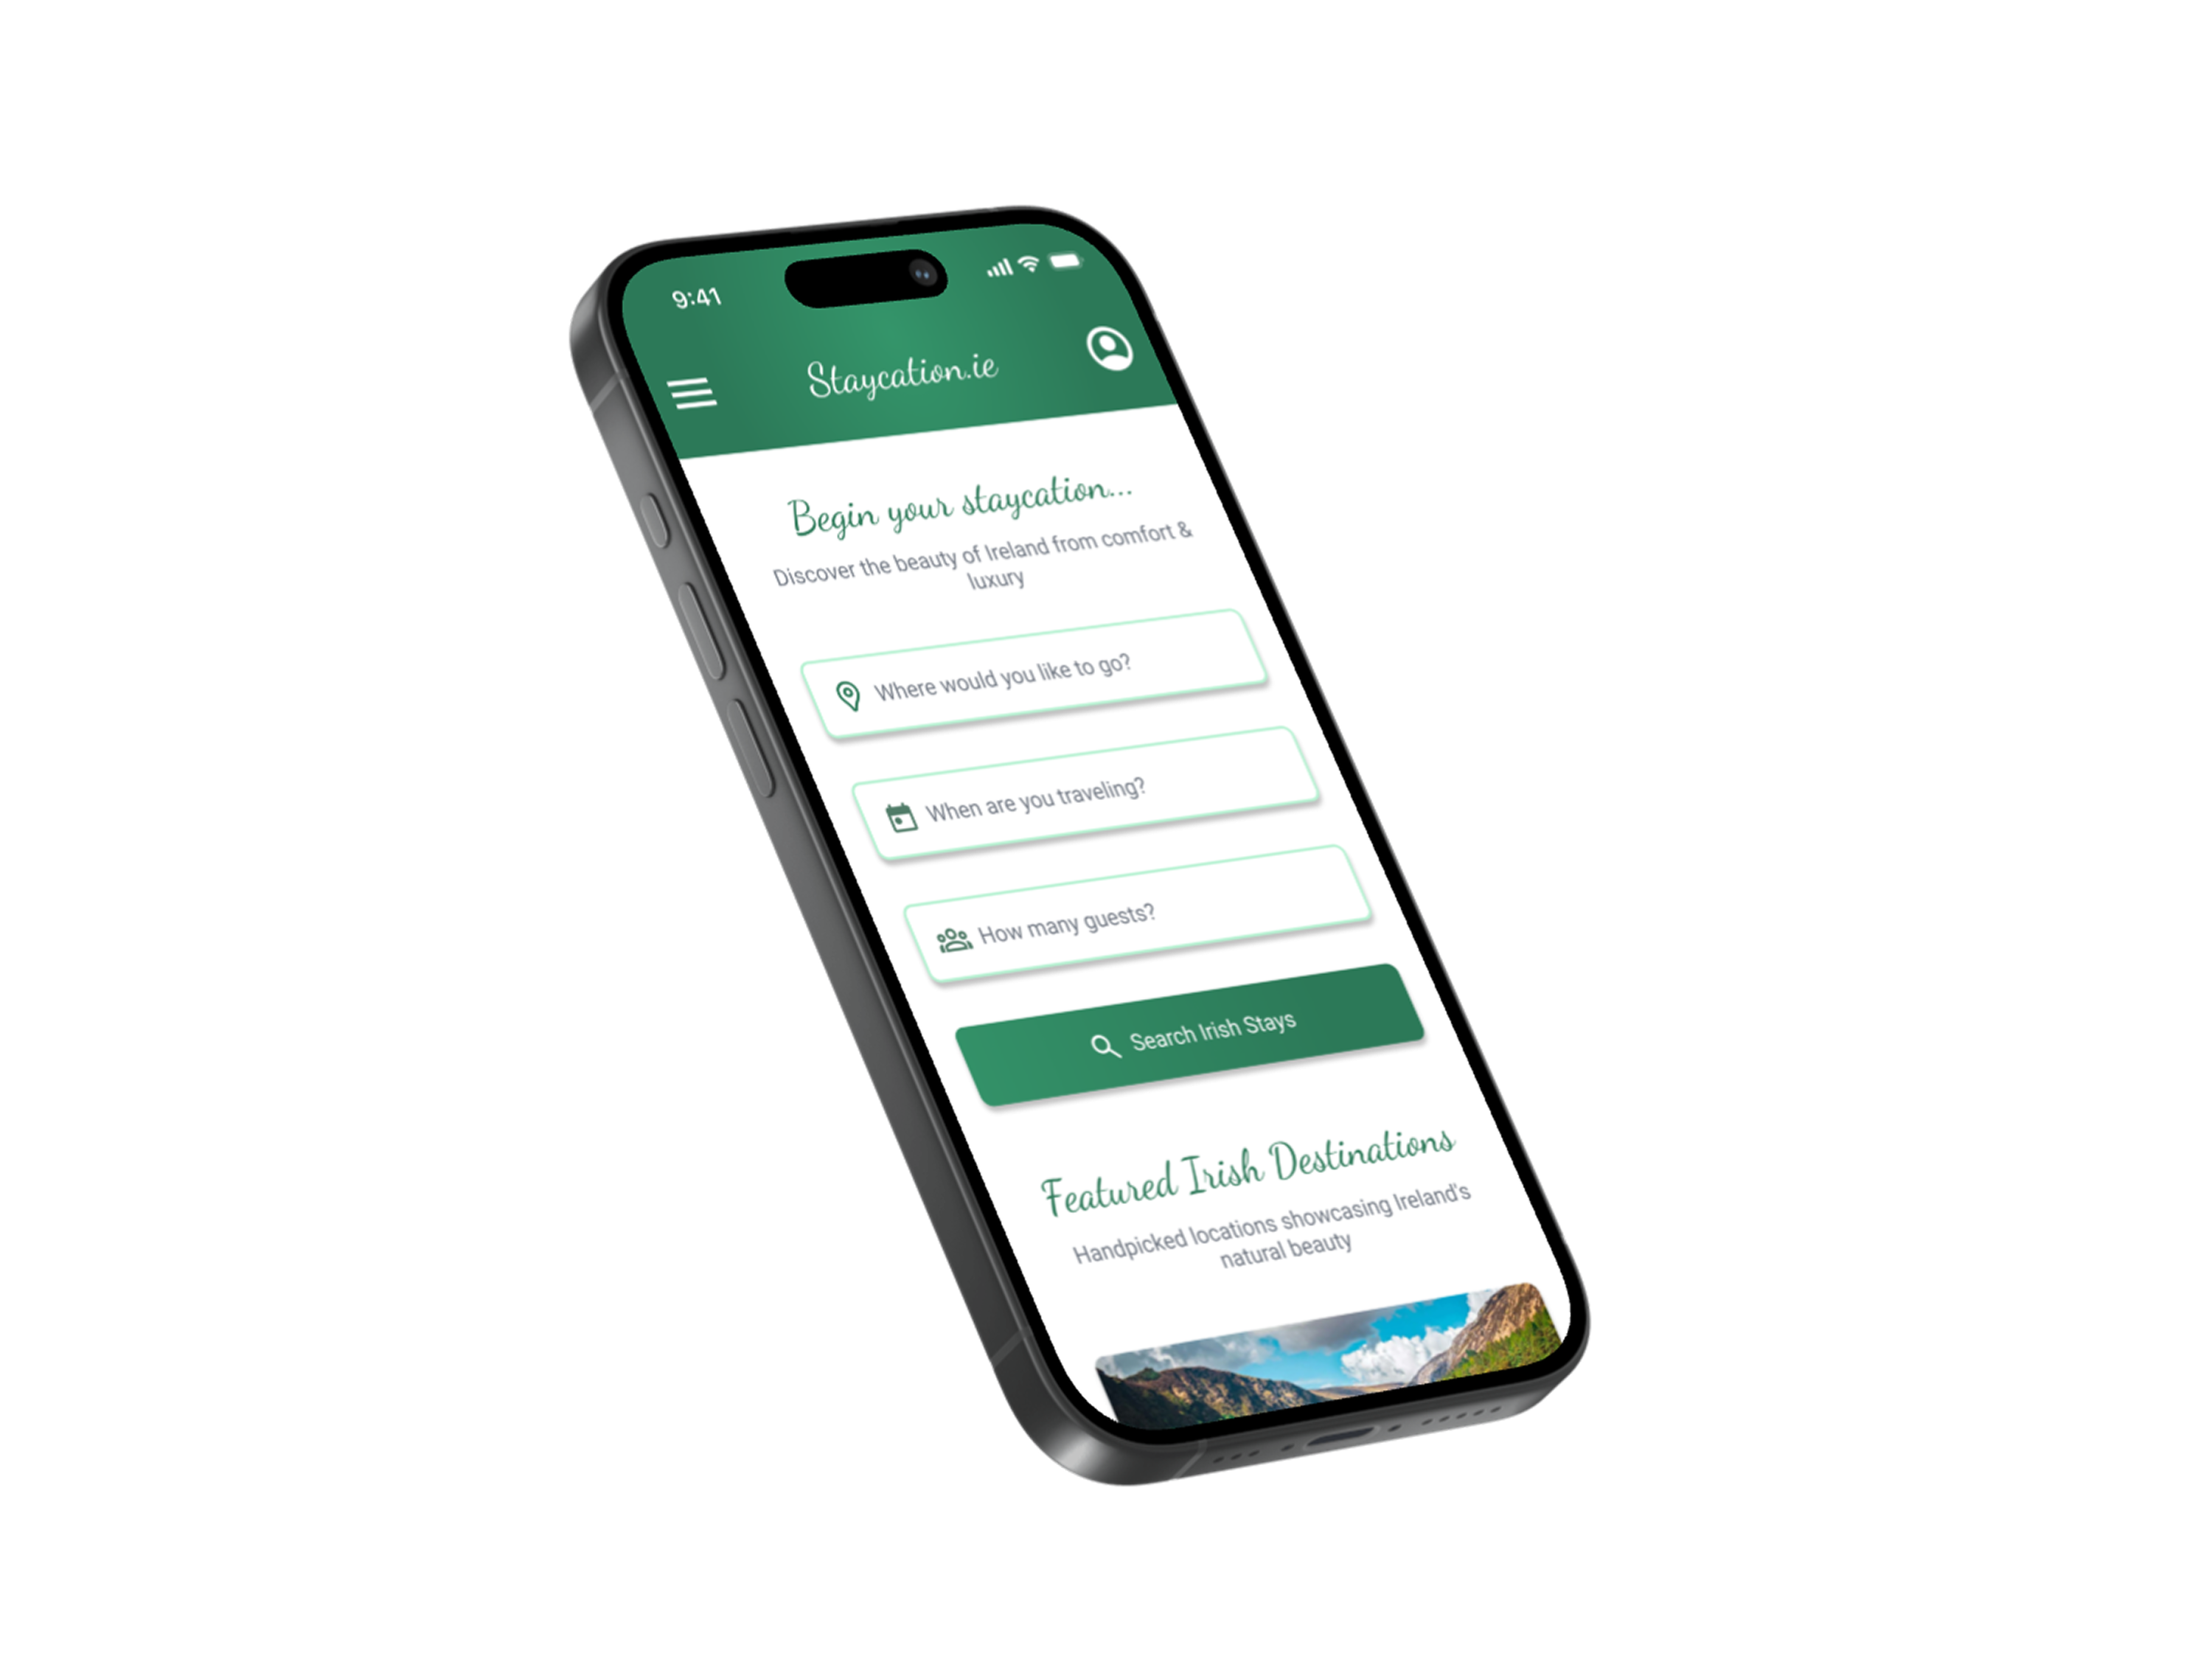 9:41
Staycation.ie
Begin your staycation...
Discover the beauty of Ireland from comfort &
luxury
Where would you like to go?
When are you traveling?
How many guests?
Search Irish Stays
Featured Irish Destinations
Handpicked locations showcasing Ireland's
natural beauty